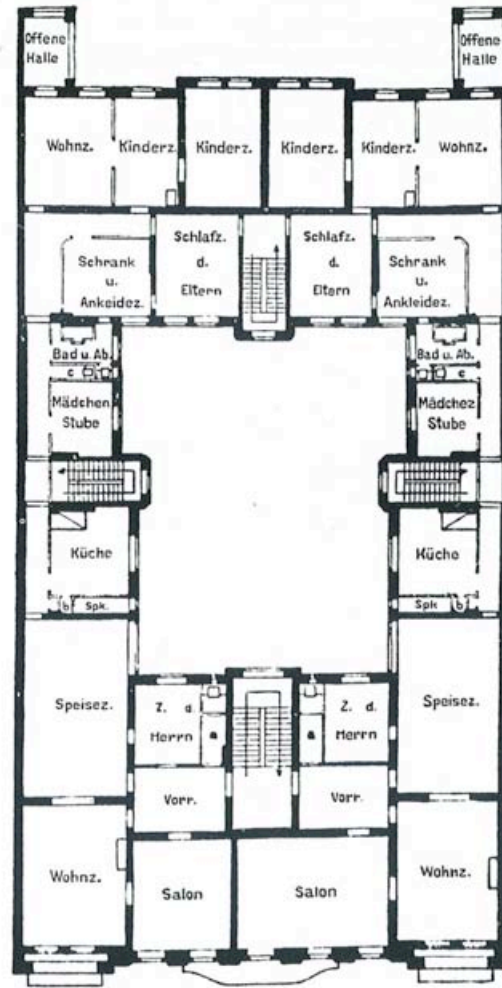 Offene
Halle
Offene
Halle
Wohnz.
Kinderz.
Kinderz.
Kinderz.
Kinderz.
Wohnz.
Schrank
u.
Ankeidez.
Schlafz.
d.
Eltern
Schlafz.
d.
Eltern
Schrank
u.
Ankleidez.
Bad u. Ab.
c
Mädchen
Stube
Bad u. Ab.
c
Mädchez
Stube
Küche
b
Spk.
Küche
Spk
b
Speisez.
Speisez.
Z. d.
Herrn
a
Z. d.
Herrn
a
Vorr.
Vorr.
Wohnz.
Salon
Salon
Wohnz.